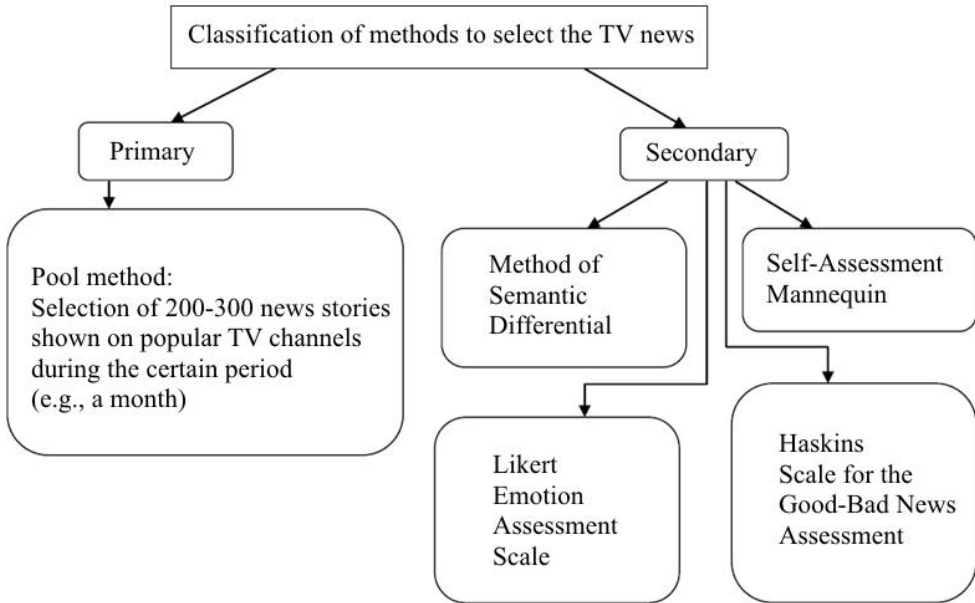 Classification of methods to select the TV news
Primary
Secondary
Pool method:
Selection of 200-300 news stories
shown on popular TV channels
during the certain period
(e.g., a month)
Method of
Semantic
Differential
Self-Assessment
Mannequin
Likert
Emotion
Assessment
Scale
Haskins
Scale for the
Good-Bad News
Assessment